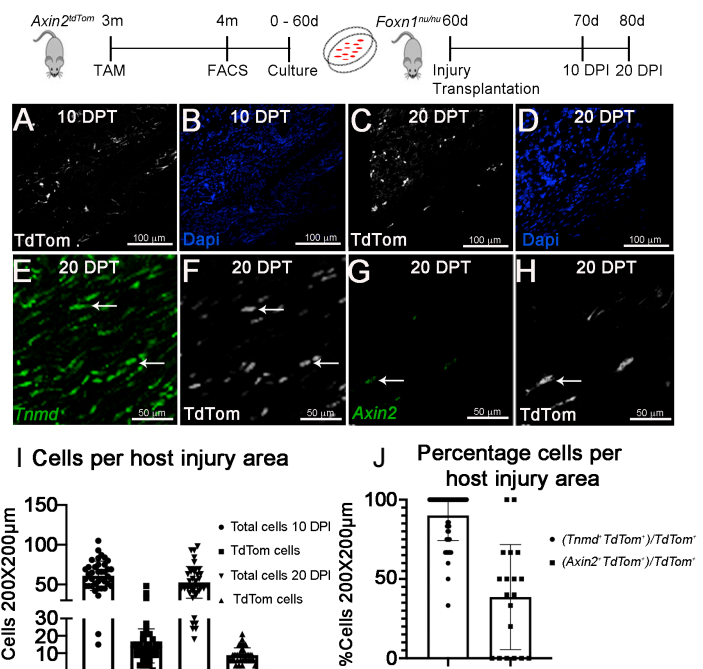 Axin2tdTom 3m 4m 0 - 60d Foxn1nu/nu 60d 70d 80d
TAM FACS Culture Injury 10 DPI 20 DPI
Transplantation
A 10 DPT B 10 DPT C 20 DPT D 20 DPT
TdTom . 100 µm Dapi 100 µm TdTom 100 µm Dapi 100 µm
E 20 DPT F 20 DPT G 20 DPT H 20 DPT
Tnmd 50 µm TdTom 50 µm Axin2 50 µm TdTom 50 µm
I Cells per host injury area
150
100
50
30
20
10
Cells 200X200µm
Total cells 10 DPI
TdTom cells
Total cells 20 DPI
TdTom cells
J Percentage cells per
host injury area
100
50
0
%Cells 200X200µm
(Tnmd+ TdTom+)/TdTom+
(Axin2+ TdTom+)/TdTom+